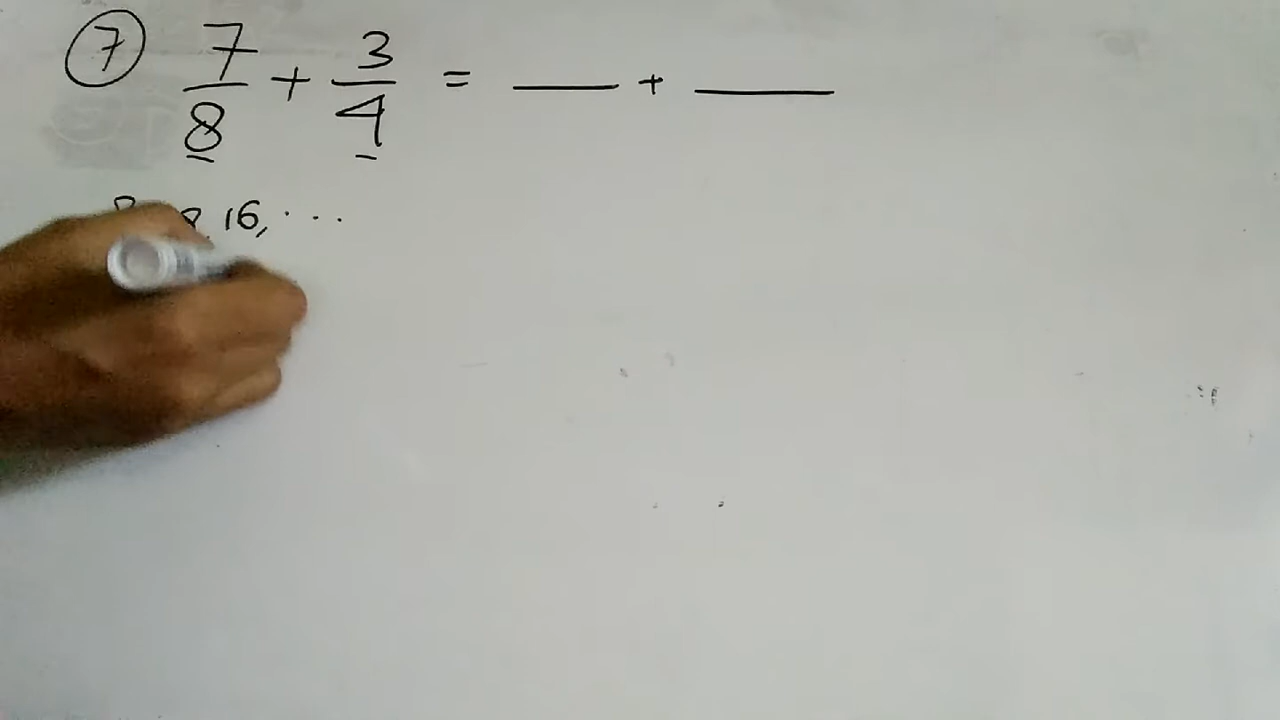 ⑦ 7/8 + 3/4 = ___ + ___
16, ...